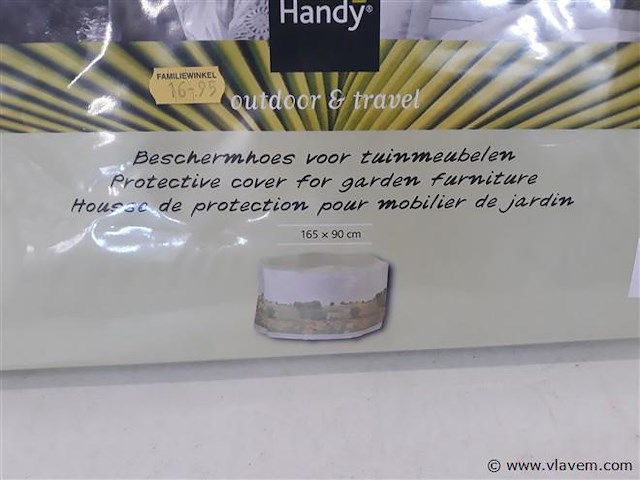 Handy®
FAMILIEWINKEL
16.95
outdoor & travel
Beschermhoes voor tuinmeubelen
Protective cover for garden furniture
Housse de protection pour mobilier de jardin
165 x 90 cm
© www.vlavem.com